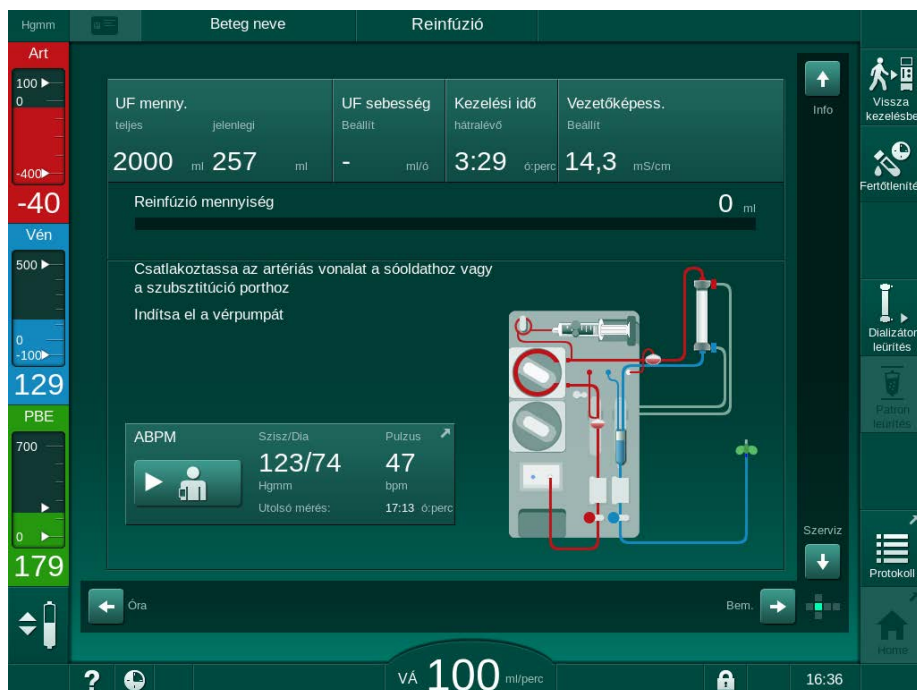 Hgmm Beteg neve Reinfúzió
Art
100
0
-400
-40
Vén
500
0
-100
129
PBE
700
0
179
UF menny. UF sebesség Kezelési idő Vezetőképess.
teljes jelenlegi Beállít hátralévő Beállít
2000 ml 257 ml - ml/ó 3:29 ó:perc 14,3 mS/cm
Reinfúzió mennyiség 0 ml
Csatlakoztassa az artériás vonalat a sóoldathoz vagy
a szubsztitúció porthoz
Indítsa el a vérpumpát
ABPM Szisz/Dia Pulzus
123/74 47
Hgmm bpm
Utolsó mérés: 17:13 ó:perc
Info
Szerviz
Óra Bem.
Vissza
kezelésbe
Fertőtleníté
Dializátor
leürítés
Patron
leürítés
Protokoll
Home
? VÁ 100 ml/perc 16:36